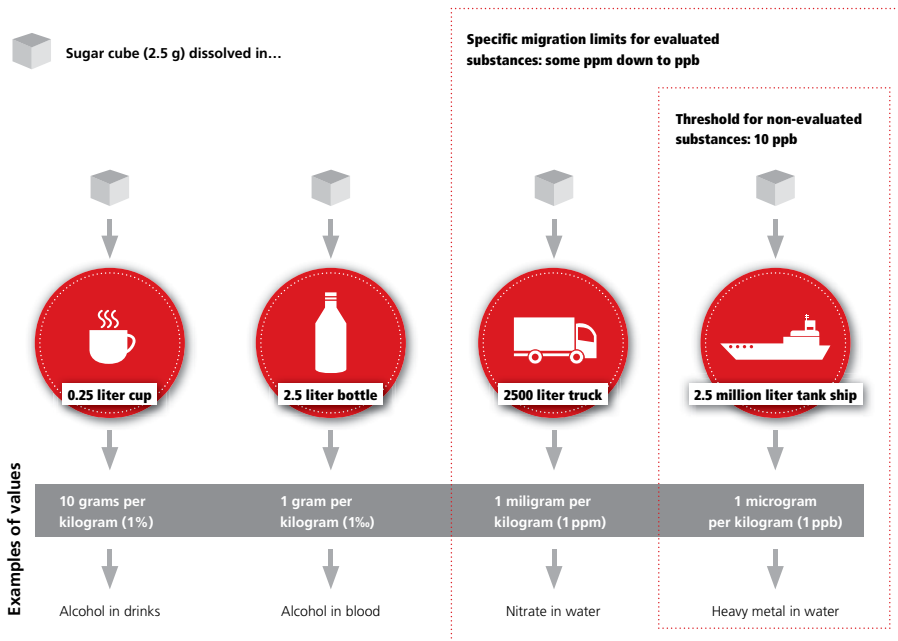 Sugar cube (2.5 g) dissolved in...
Specific migration limits for evaluated
substances: some ppm down to ppb
Threshold for non-evaluated
substances: 10 ppb
0.25 liter cup
2.5 liter bottle
2500 liter truck
2.5 million liter tank ship
Examples of values
10 grams per
kilogram (1%)
1 gram per
kilogram (1‰)
1 miligram per
kilogram (1 ppm)
1 microgram
per kilogram (1 ppb)
Alcohol in drinks
Alcohol in blood
Nitrate in water
Heavy metal in water